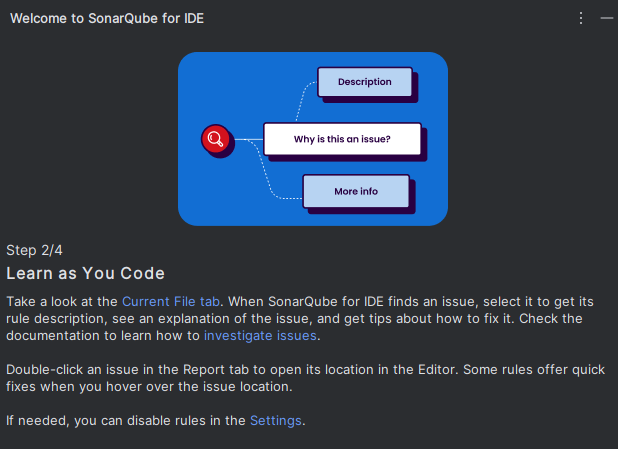 Welcome to SonarQube for IDE
Description
Why is this an issue?
More info
Step 2/4
Learn as You Code
Take a look at the Current File tab. When SonarQube for IDE finds an issue, select it to get its
rule description, see an explanation of the issue, and get tips about how to fix it. Check the
documentation to learn how to investigate issues.
Double-click an issue in the Report tab to open its location in the Editor. Some rules offer quick
fixes when you hover over the issue location.
If needed, you can disable rules in the Settings.